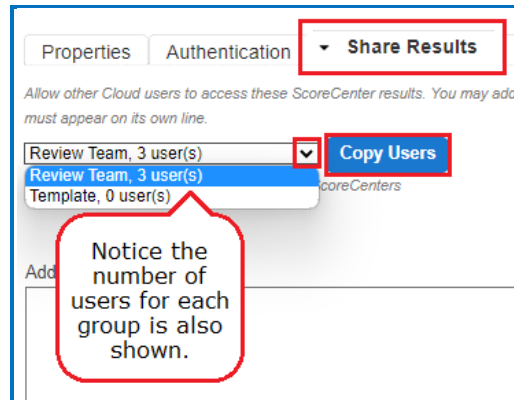 Properties Authentication Share Results
Allow other Cloud users to access these ScoreCenter results. You may add
must appear on its own line.
Review Team, 3 user(s) Copy Users
Review Team, 3 user(s)
Template, 0 user(s)
Notice the
number of
users for each
group is also
shown.